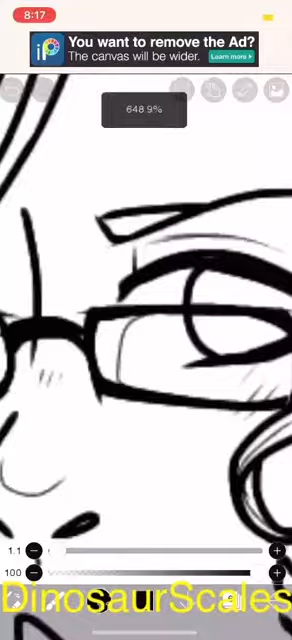 8:17
iP
You want to remove the Ad?
The canvas will be wider.
Learn more
648.9%
1.1
100
DinosaurScales